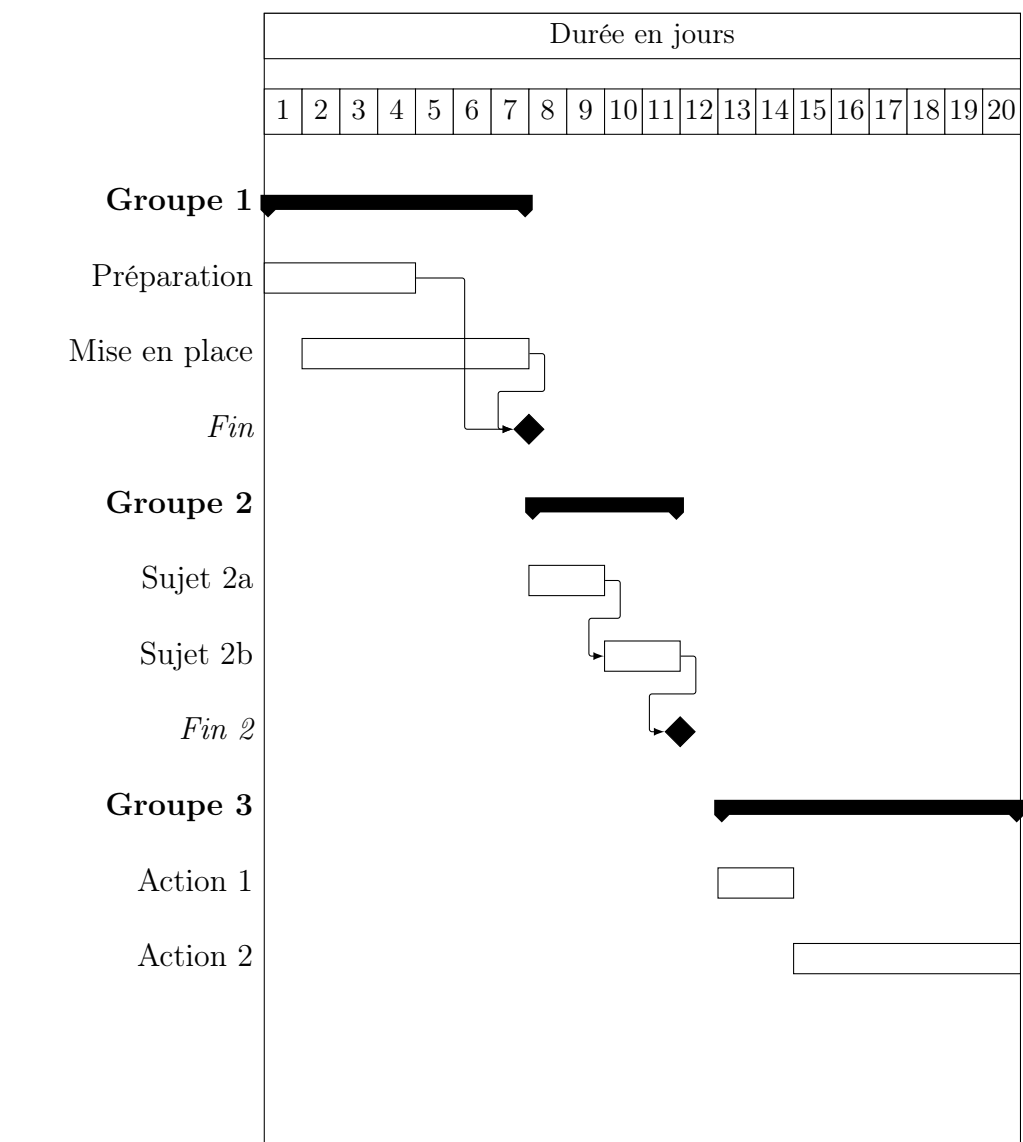 Durée en jours
1 2 3 4 5 6 7 8 9 10 11 12 13 14 15 16 17 18 19 20
Groupe 1
Préparation
Mise en place
Fin
Groupe 2
Sujet 2a
Sujet 2b
Fin 2
Groupe 3
Action 1
Action 2